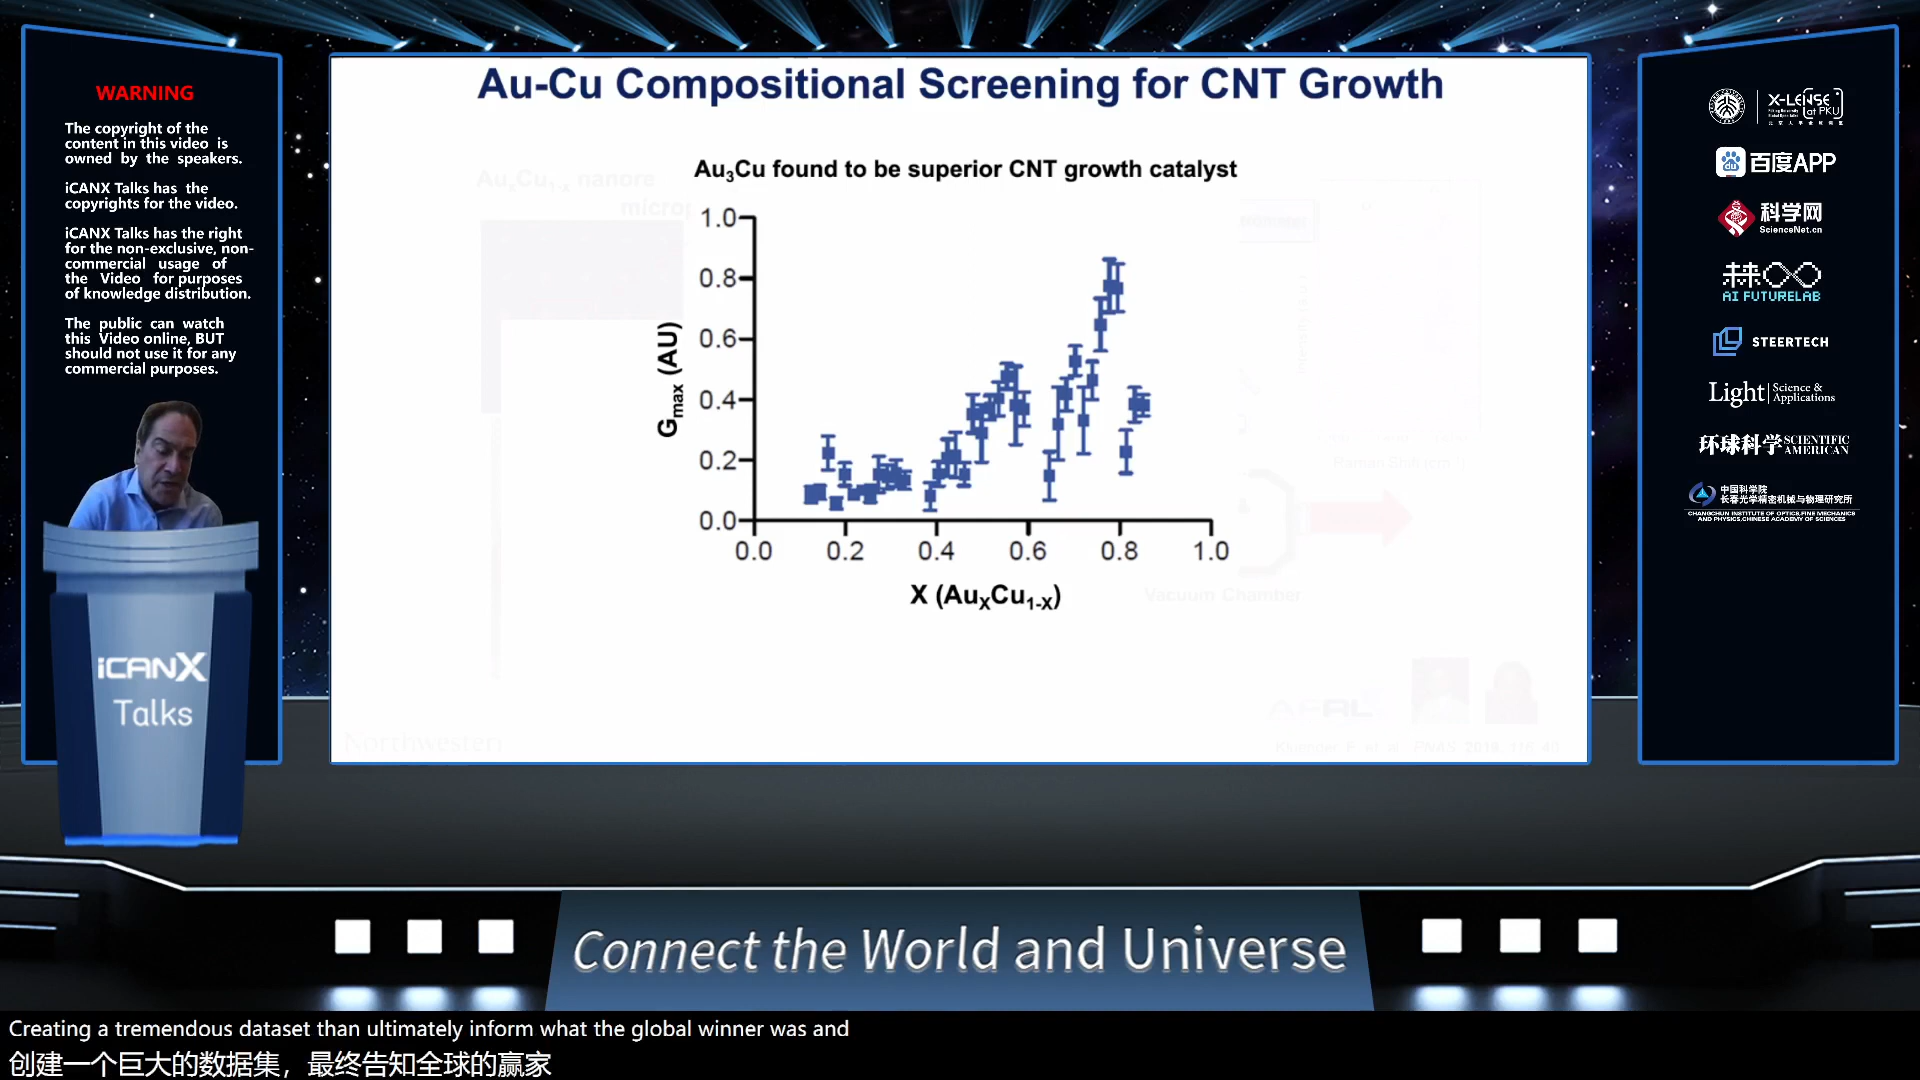 WARNING
The copyright of the
content in this video is
owned by the speakers.
iCANX Talks has the
copyrights for the video.
iCANX Talks has the right
for the non-exclusive, non-
commercial usage of
the Video for purposes
of knowledge distribution.
The public can watch
this Video online, BUT
should not use it for any
commercial purposes.
iCANX
Talks
Au-Cu Compositional Screening for CNT Growth
Au₃Cu found to be superior CNT growth catalyst
1.0
0.8
0.6
0.4
0.2
0.0
Gmax (AU)
0.0 0.2 0.4 0.6 0.8 1.0
X (AuXCu1-X)
Vacuum Chamber
Northwestern
X-LENSE
at PKU
百度APP
科学网
ScienceNet.cn
未来
AI FUTURELAB
STEERTECH
Light Science &
Applications
环球科学 SCIENTIFIC
AMERICAN
中国科学院
长春光学精密机械与物理研究所
CHANGCHUN INSTITUTE OF OPTICS,FINE MECHANICS
AND PHYSICS,CHINESE ACADEMY OF SCIENCES
Connect the World and Universe
Creating a tremendous dataset than ultimately inform what the global winner was and
创建一个巨大的数据集，最终告知全球的赢家